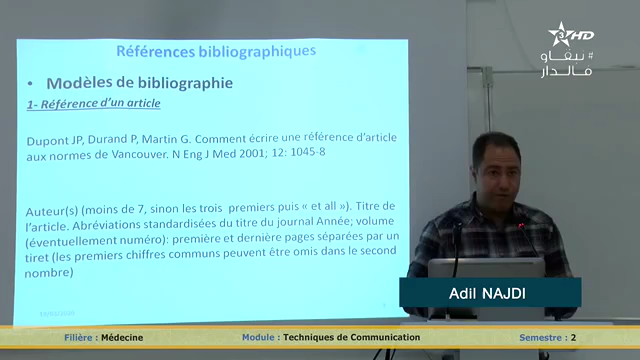 3 HD
#نبقاو
فالدار
Références bibliographiques
• Modèles de bibliographie
1- Référence d'un article
Dupont JP, Durand P, Martin G. Comment écrire une référence d'article
aux normes de Vancouver. N Eng J Med 2001; 12: 1045-8
Auteur(s) (moins de 7, sinon les trois premiers puis « et all »). Titre de
l'article. Abréviations standardisées du titre du journal Année; volume
(éventuellement numéro): première et dernière pages séparées par un
tiret (les premiers chiffres communs peuvent être omis dans le second
nombre)
Adil NAJDI
Filière : Médecine
Module : Techniques de Communication
Semestre : 2